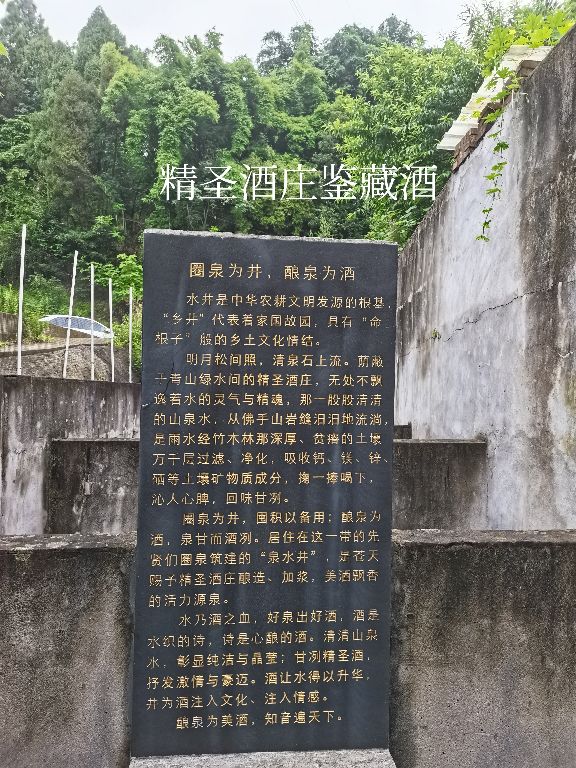 精圣酒庄鉴藏酒
圈泉为井，酿泉为酒
水井是中华农耕文明发源的根基，
“乡井”代表着家国故园，具有“命
根子”般的乡土文化情结。
明月松间照，清泉石上流。荫蔽
于青山绿水间的精圣酒庄，无处不飘
逸着水的灵气与精魂，那一股股清清
的山泉水，从佛手山岩缝汩汩地流淌，
是雨水经竹木林那深厚、贫瘠的土壤
万千层过滤、净化，吸收钙、镁、锌、
硒等土壤矿物质成分，掬一捧喝下，
沁人心脾，回味甘冽。
圈泉为井，囤积以备用；酿泉为
酒，泉甘而酒冽。居住在这一带的先
贤们圈泉筑建的“泉水井”，是苍天
赐予精圣酒庄酿造、加浆，美酒飘香
的活力源泉。
水乃酒之血，好泉出好酒，酒是
水织的诗，诗是心酿的酒。清清山泉
水，彰显纯洁与晶莹；甘冽精圣酒，
抒发激情与豪迈。酒让水得以升华，
井为酒注入文化、注入情感。
酿泉为美酒，知音遍天下。